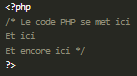 <?php
/* Le code PHP se met ici
Et ici
Et encore ici */
?>